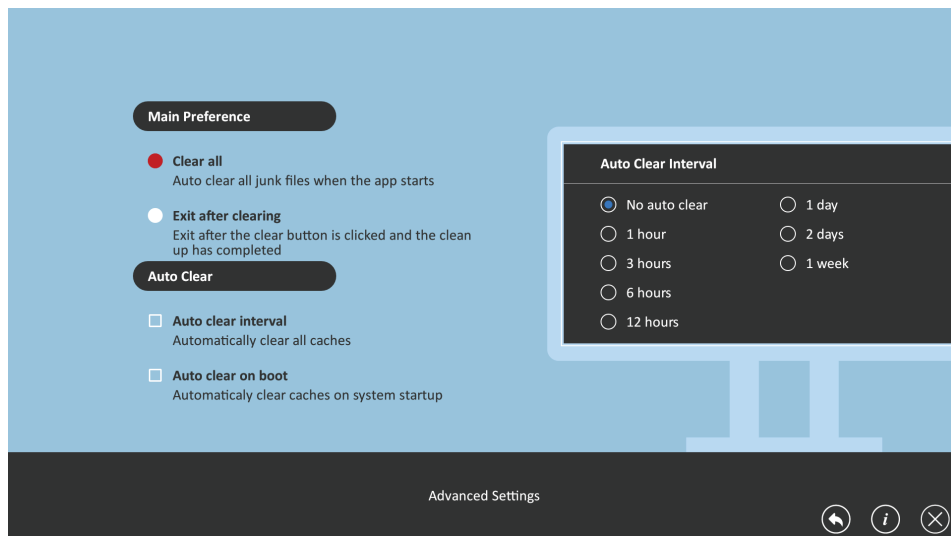 Main Preference
Clear all
Auto clear all junk files when the app starts
Exit after clearing
Exit after the clear button is clicked and the clean
up has completed
Auto Clear
Auto clear interval
Automatically clear all caches
Auto clear on boot
Automaticaly clear caches on system startup
Auto Clear Interval
No auto clear
1 hour
3 hours
6 hours
12 hours
1 day
2 days
1 week
Advanced Settings
i